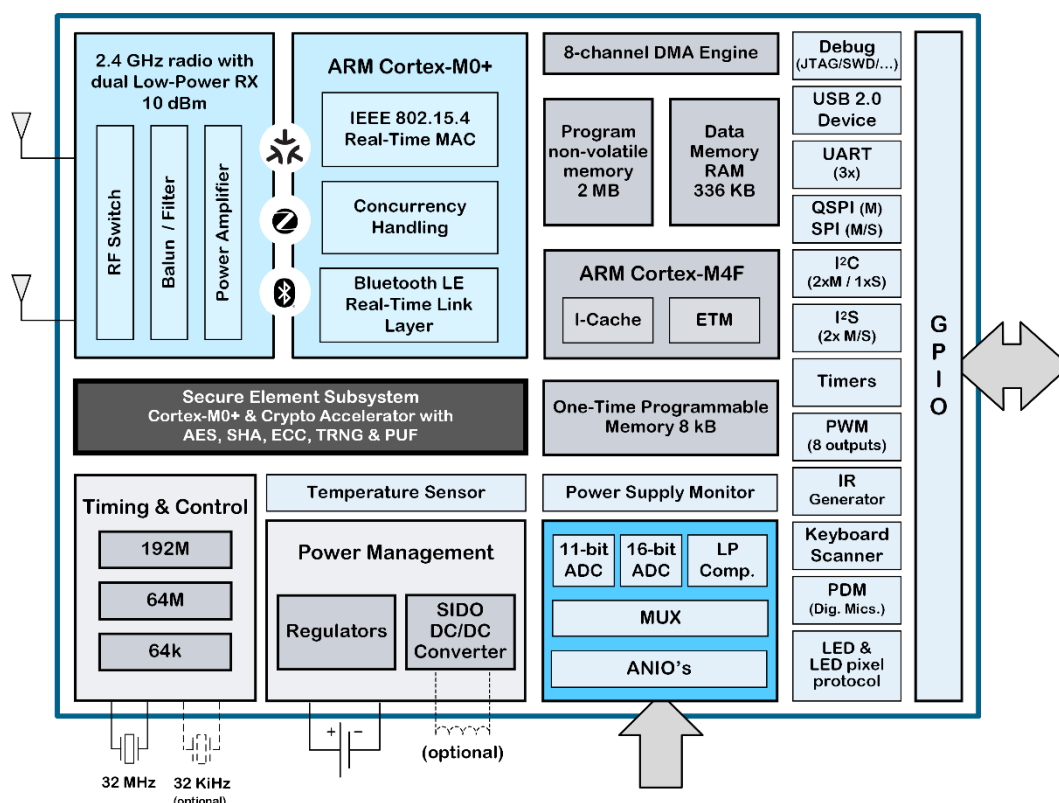 2.4 GHz radio with
dual Low-Power RX
10 dBm
RF Switch
Balun / Filter
Power Amplifier
ARM Cortex-M0+
IEEE 802.15.4
Real-Time MAC
Concurrency
Handling
Bluetooth LE
Real-Time Link
Layer
8-channel DMA Engine
Program
non-volatile
memory
2 MB
Data
Memory
RAM
336 KB
ARM Cortex-M4F
I-Cache
ETM
Secure Element Subsystem
Cortex-M0+ & Crypto Accelerator with
AES, SHA, ECC, TRNG & PUF
One-Time Programmable
Memory 8 kB
Timing & Control
192M
64M
64k
Temperature Sensor
Power Management
Regulators
SIDO
DC/DC
Converter
Power Supply Monitor
11-bit
ADC
16-bit
ADC
LP
Comp.
MUX
ANIO's
Debug
(JTAG/SWD/...)
USB 2.0
Device
UART
(3x)
QSPI (M)
SPI (M/S)
I²C
(2xM / 1xS)
I²S
(2x M/S)
Timers
PWM
(8 outputs)
IR
Generator
Keyboard
Scanner
PDM
(Dig. Mics.)
LED &
LED pixel
protocol
GPIO
32 MHz
32 KiHz
(optional)
+ −
(optional)